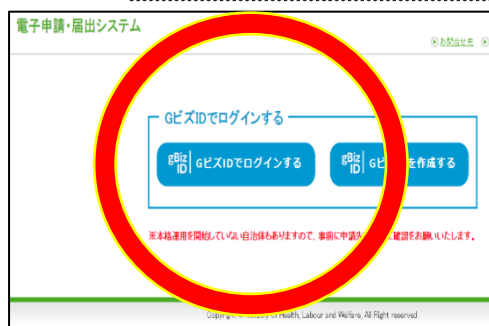 電子申請・届出システム
お問合せ先
GビズIDでログインする
gBiz ID GビズIDでログインする
gBiz ID Gビ を作成する
※本格運用を開始していない自治体もありますので、事前に申請先 確認をお願いいたします。
Copyright © of Health, Labour and Welfare, All Right reserved